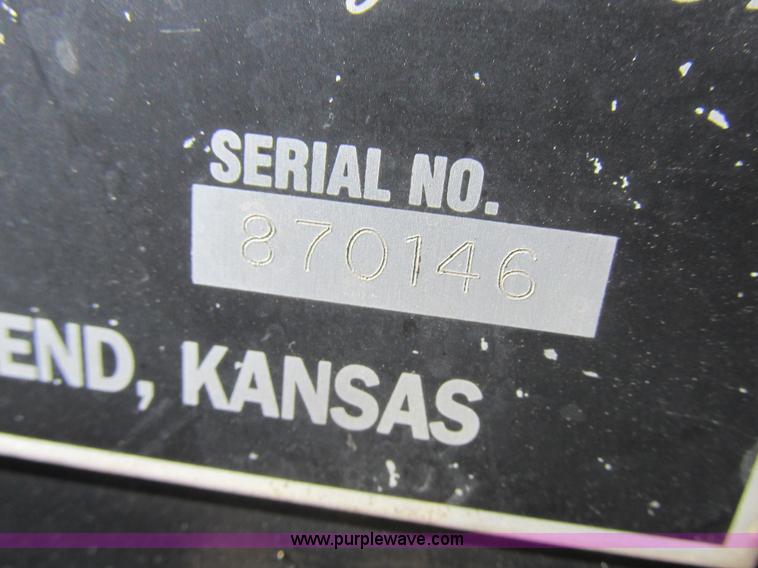 SERIAL NO.
870146
END, KANSAS
www.purplewave.com